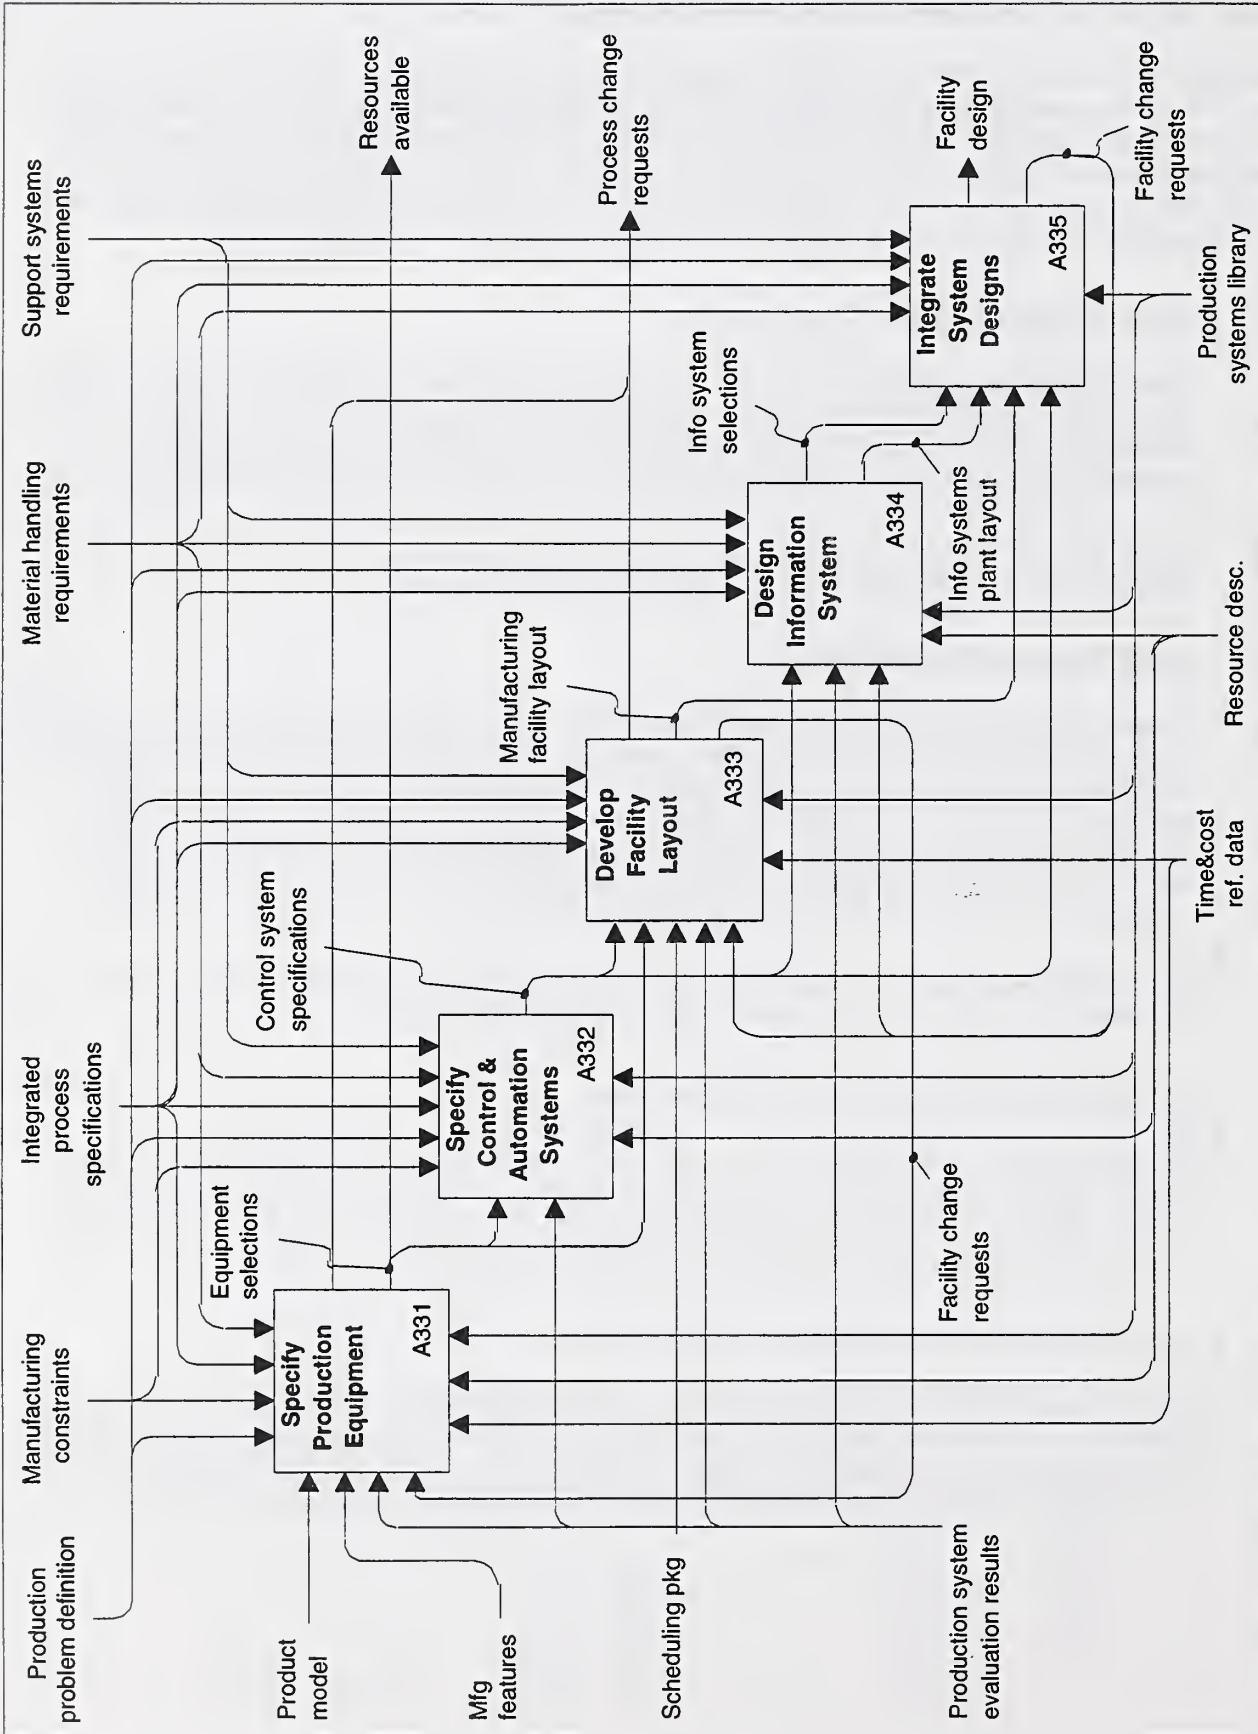 Production
problem definition
Manufacturing
constraints
Integrated
process
specifications
Material handling
requirements
Support systems
requirements
Product
model
Mfg
features
Scheduling pkg
Production system
evaluation results
Specify
Production
Equipment
A331
Equipment
selections
Specify
Control &
Automation
Systems
A332
Control system
specifications
Develop
Facility
Layout
A333
Manufacturing
facility layout
Design
Information
System
A334
Info system
selections
Info systems
plant layout
Integrate
System
Designs
A335
Resources
available
Process change
requests
Facility
design
Facility change
requests
Facility change
requests
Time&cost
ref. data
Resource desc.
Production
systems library